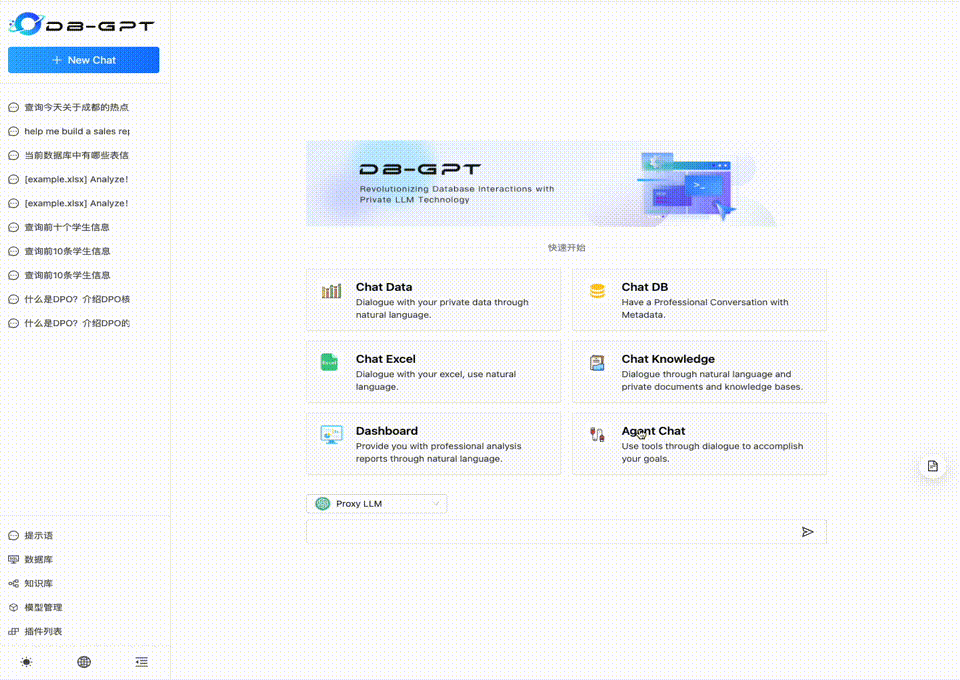 DB-GPT
+ New Chat
查询今天关于成都的热点
help me build a sales rep
当前数据库中有哪些表信
[example.xlsx] Analyze!
[example.xlsx] Analyze!
查询前十个学生信息
查询前10条学生信息
查询前10条学生信息
什么是DPO？介绍DPO核
什么是DPO？介绍DPO的
提示语
数据库
知识库
模型管理
插件列表
DB-GPT
Revolutionizing Database Interactions with
Private LLM Technology
快速开始
Chat Data
Dialogue with your private data through
natural language.
Chat DB
Have a Professional Conversation with
Metadata.
Chat Excel
Dialogue with your excel, use natural
language.
Chat Knowledge
Dialogue through natural language and
private documents and knowledge bases.
Dashboard
Provide you with professional analysis
reports through natural language.
Agent Chat
Use tools through dialogue to accomplish
your goals.
Proxy LLM